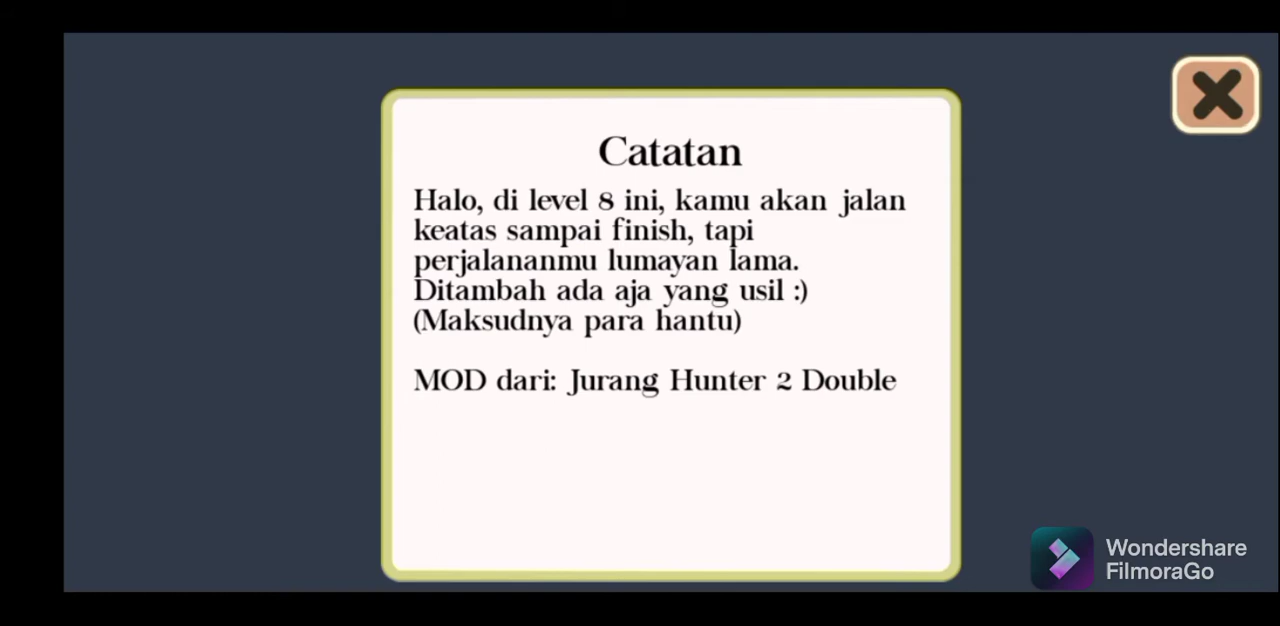 Catatan
Halo, di level 8 ini, kamu akan jalan
keatas sampai finish, tapi
perjalananmu lumayan lama.
Ditambah ada aja yang usil :)
(Maksudnya para hantu)
MOD dari: Jurang Hunter 2 Double
Wondershare
FilmoraGo